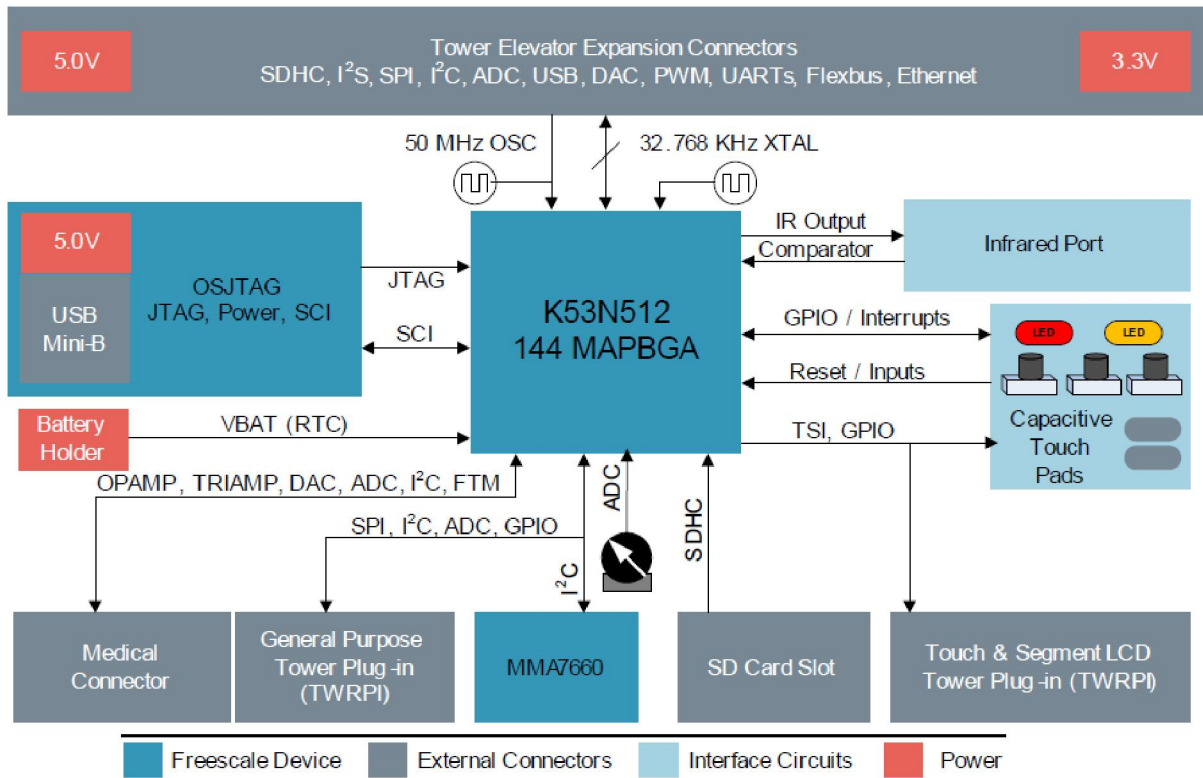 5.0V
Tower Elevator Expansion Connectors
SDHC, I²S, SPI, I²C, ADC, USB, DAC, PWM, UARTs, Flexbus, Ethernet
3.3V
50 MHz OSC
32.768 KHz XTAL
5.0V
USB
Mini-B
OSJTAG
JTAG, Power, SCI
JTAG
SCI
K53N512
144 MAPBGA
IR Output
Comparator
Infrared Port
GPIO / Interrupts
Reset / Inputs
TSI, GPIO
LED
LED
Capacitive
Touch
Pads
Battery
Holder
VBAT (RTC)
OPAMP, TRIAMP, DAC, ADC, I²C, FTM
SPI, I²C, ADC, GPIO
I²C
ADC
SDHC
Medical
Connector
General Purpose
Tower Plug-in
(TWRPI)
MMA7660
SD Card Slot
Touch & Segment LCD
Tower Plug-in (TWRPI)
Freescale Device
External Connectors
Interface Circuits
Power